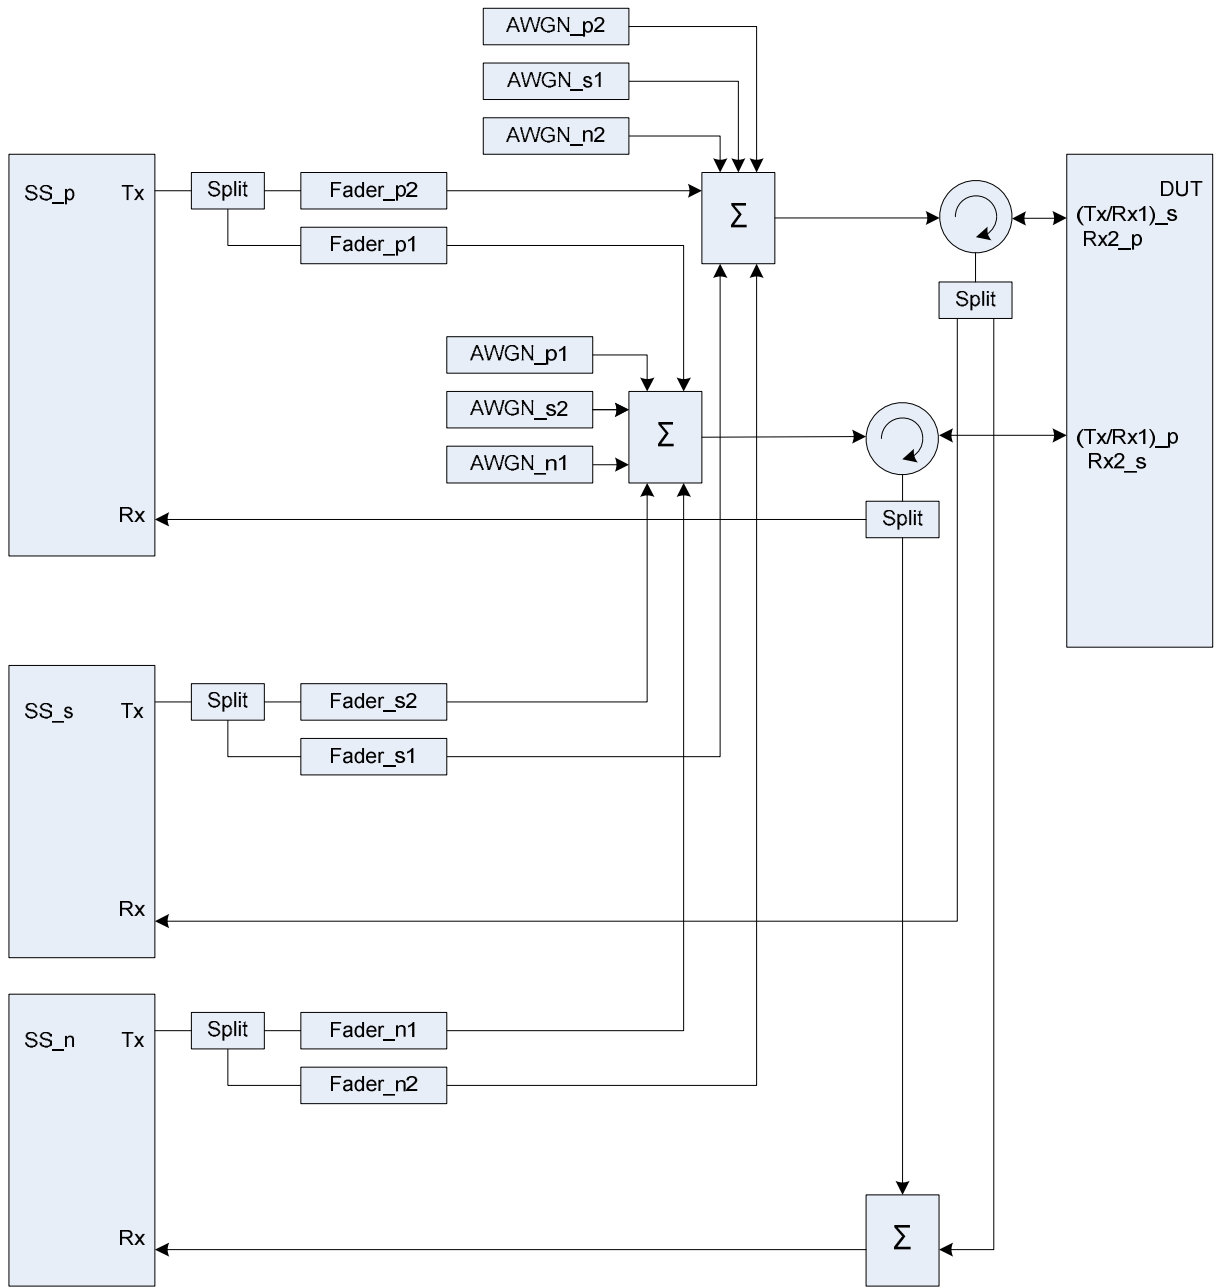 AWGN_p2
AWGN_s1
AWGN_n2
SS_p
Tx
Split
Fader_p2
Fader_p1
Σ
DUT
(Tx/Rx1)_s
Rx2_p
Split
AWGN_p1
AWGN_s2
AWGN_n1
Σ
(Tx/Rx1)_p
Rx2_s
Rx
Split
SS_s
Tx
Split
Fader_s2
Fader_s1
Rx
SS_n
Tx
Split
Fader_n1
Fader_n2
Rx
Σ